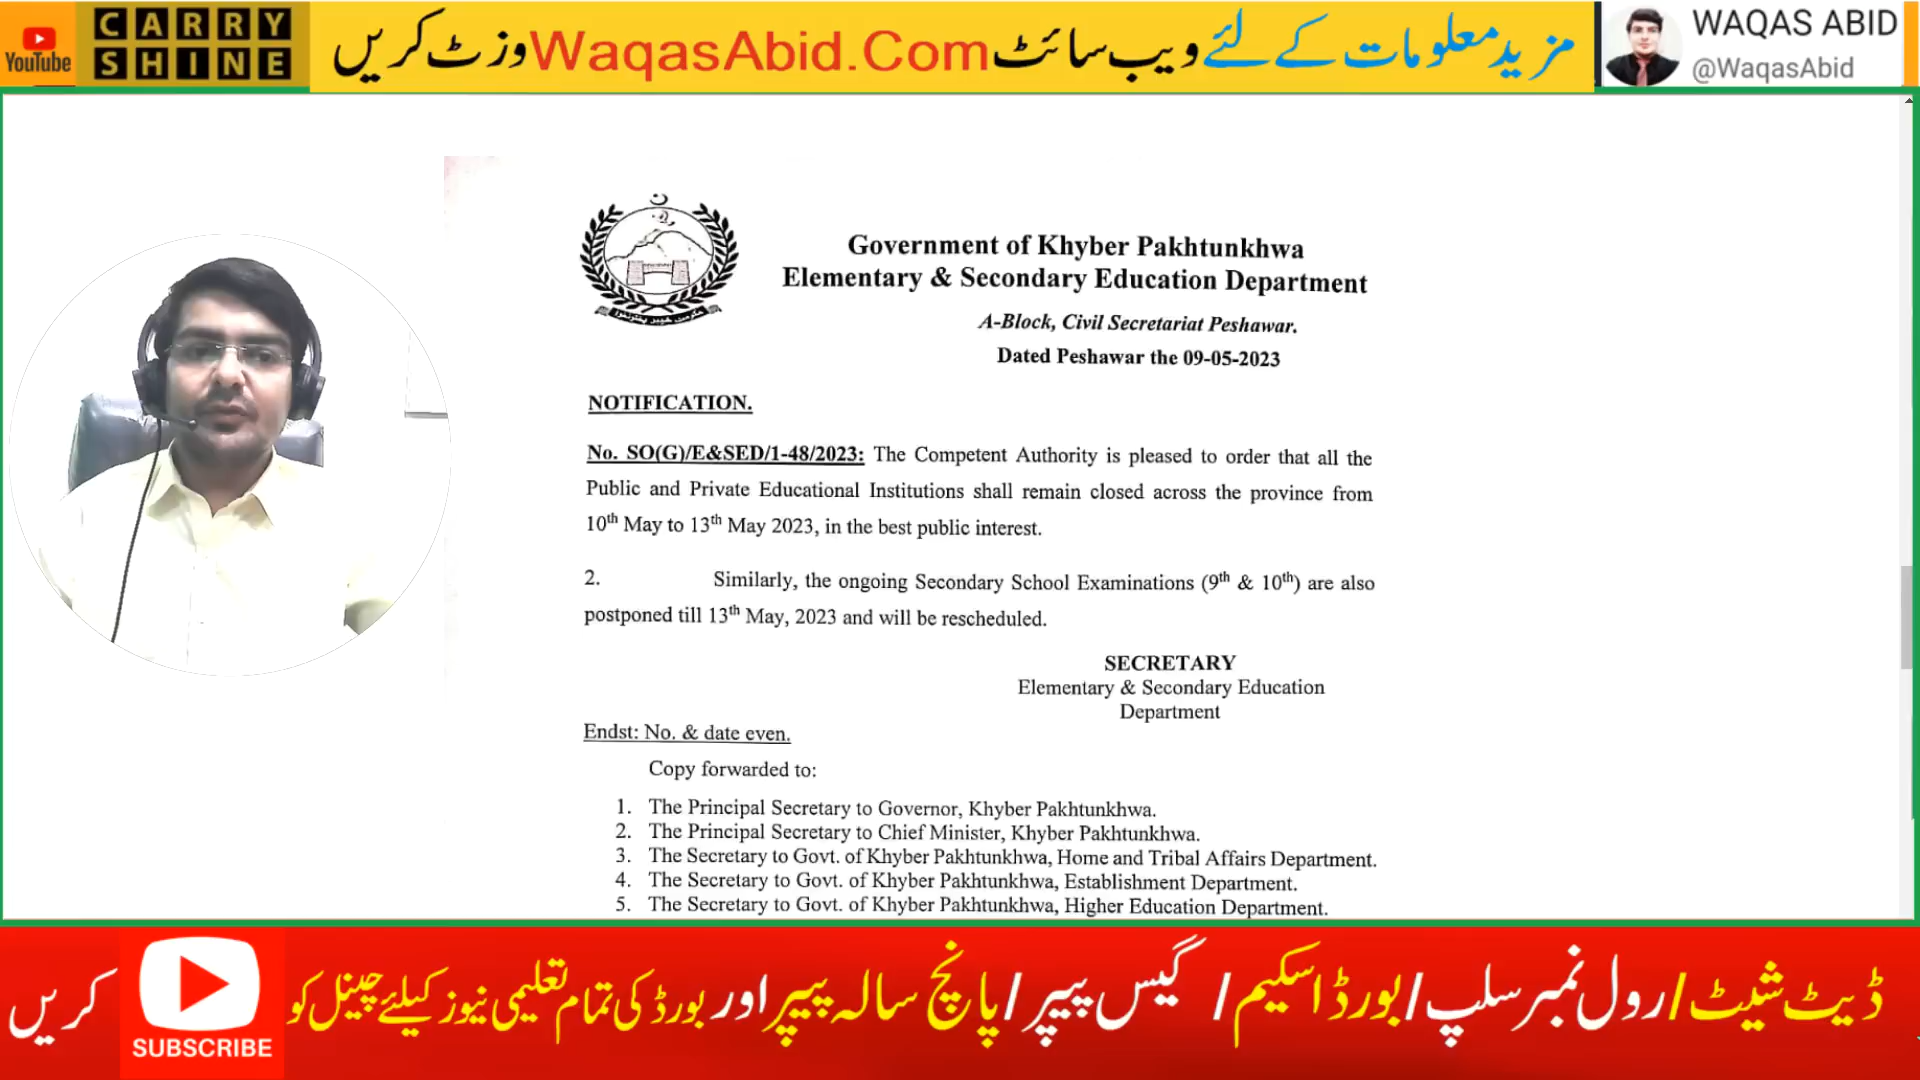 YouTube
CARRY
SHINE
مزید معلومات کے لئے ویب سائٹ WaqasAbid.Com وزٹ کریں
WAQAS ABID
@WaqasAbid
حکومت خیبر پختونخوا
Government of Khyber Pakhtunkhwa
Elementary & Secondary Education Department
A-Block, Civil Secretariat Peshawar.
Dated Peshawar the 09-05-2023
NOTIFICATION.
No. SO(G)/E&SED/1-48/2023: The Competent Authority is pleased to order that all the
Public and Private Educational Institutions shall remain closed across the province from
10th May to 13th May 2023, in the best public interest.
2. Similarly, the ongoing Secondary School Examinations (9th & 10th) are also
postponed till 13th May, 2023 and will be rescheduled.
SECRETARY
Elementary & Secondary Education
Department
Endst: No. & date even.
Copy forwarded to:
1. The Principal Secretary to Governor, Khyber Pakhtunkhwa.
2. The Principal Secretary to Chief Minister, Khyber Pakhtunkhwa.
3. The Secretary to Govt. of Khyber Pakhtunkhwa, Home and Tribal Affairs Department.
4. The Secretary to Govt. of Khyber Pakhtunkhwa, Establishment Department.
5. The Secretary to Govt. of Khyber Pakhtunkhwa, Higher Education Department.
ڈیٹ شیٹ/رول نمبر سلپ/بورڈ اسکیم/ گیس پیپر/پانچ سالہ پیپر اور بورڈ کی تمام تعلیمی نیوز کیلئے چینل کو SUBSCRIBE کریں